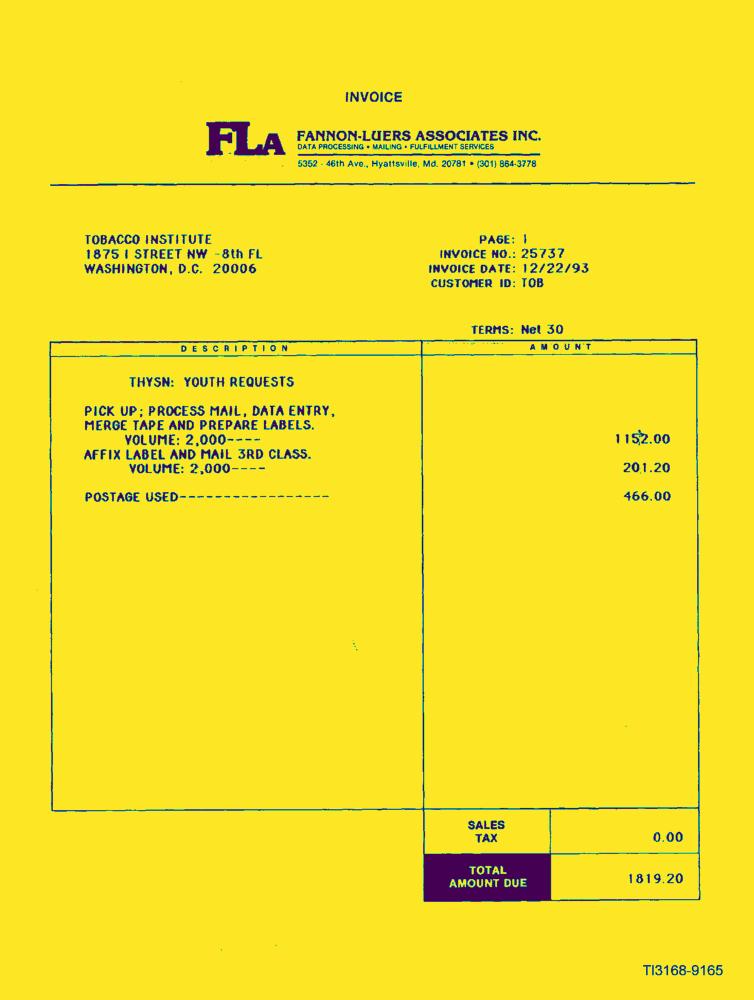 INVOICE
FLA
FANNON-LUERS ASSOCIATES INC.
DATA PROCESSING • MAILING • FULFILLMENT SERVICES
5352 - 46th Ave., Hyattsville, Md. 20781 • (301) 864-3778
TOBACCO INSTITUTE
1875 I STREET NW -8th FL
WASHINGTON, D.C. 20006
PAGE: 1
INVOICE NO.: 25737
INVOICE DATE: 12/22/93
CUSTOMER ID: TOB
TERMS: Net 30
DESCRIPTION AMOUNT
THYSN: YOUTH REQUESTS
PICK UP; PROCESS MAIL, DATA ENTRY,
MERGE TAPE AND PREPARE LABELS.
VOLUME: 2,000---- 1152.00
AFFIX LABEL AND MAIL 3RD CLASS.
VOLUME: 2,000---- 201.20
POSTAGE USED------------------ 466.00
SALES
TAX 0.00
TOTAL
AMOUNT DUE 1819.20
TI3168-9165